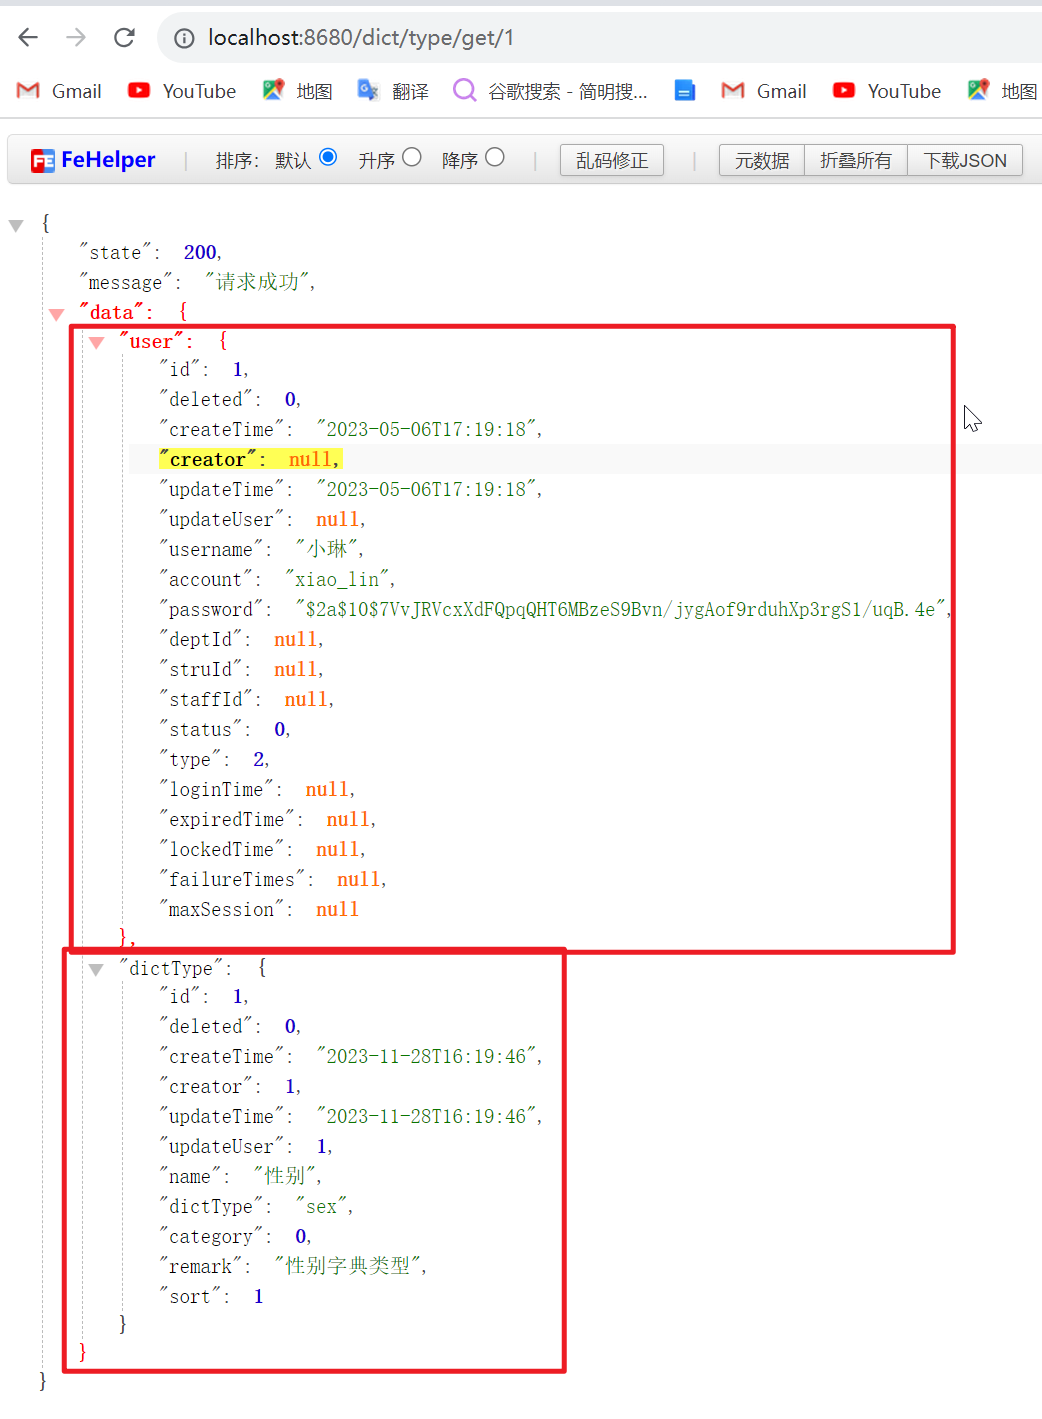 localhost:8680/dict/type/get/1
Gmail YouTube 地图 翻译 谷歌搜索 - 简明搜... Gmail YouTube 地图
FE FeHelper | 排序: 默认 升序 降序 | 乱码修正 | 元数据 折叠所有 下载JSON
{
"state": 200,
"message": "请求成功",
"data": {
"user": {
"id": 1,
"deleted": 0,
"createTime": "2023-05-06T17:19:18",
"creator": null,
"updateTime": "2023-05-06T17:19:18",
"updateUser": null,
"username": "小琳",
"account": "xiao_lin",
"password": "$2a$10$7VvJRVcxXdFQpqQHT6MBzeS9Bvn/jygAof9rduhXp3rgS1/uqB.4e",
"deptId": null,
"struId": null,
"staffId": null,
"status": 0,
"type": 2,
"loginTime": null,
"expiredTime": null,
"lockedTime": null,
"failureTimes": null,
"maxSession": null
},
"dictType": {
"id": 1,
"deleted": 0,
"createTime": "2023-11-28T16:19:46",
"creator": 1,
"updateTime": "2023-11-28T16:19:46",
"updateUser": 1,
"name": "性别",
"dictType": "sex",
"category": 0,
"remark": "性别字典类型",
"sort": 1
}
}
}